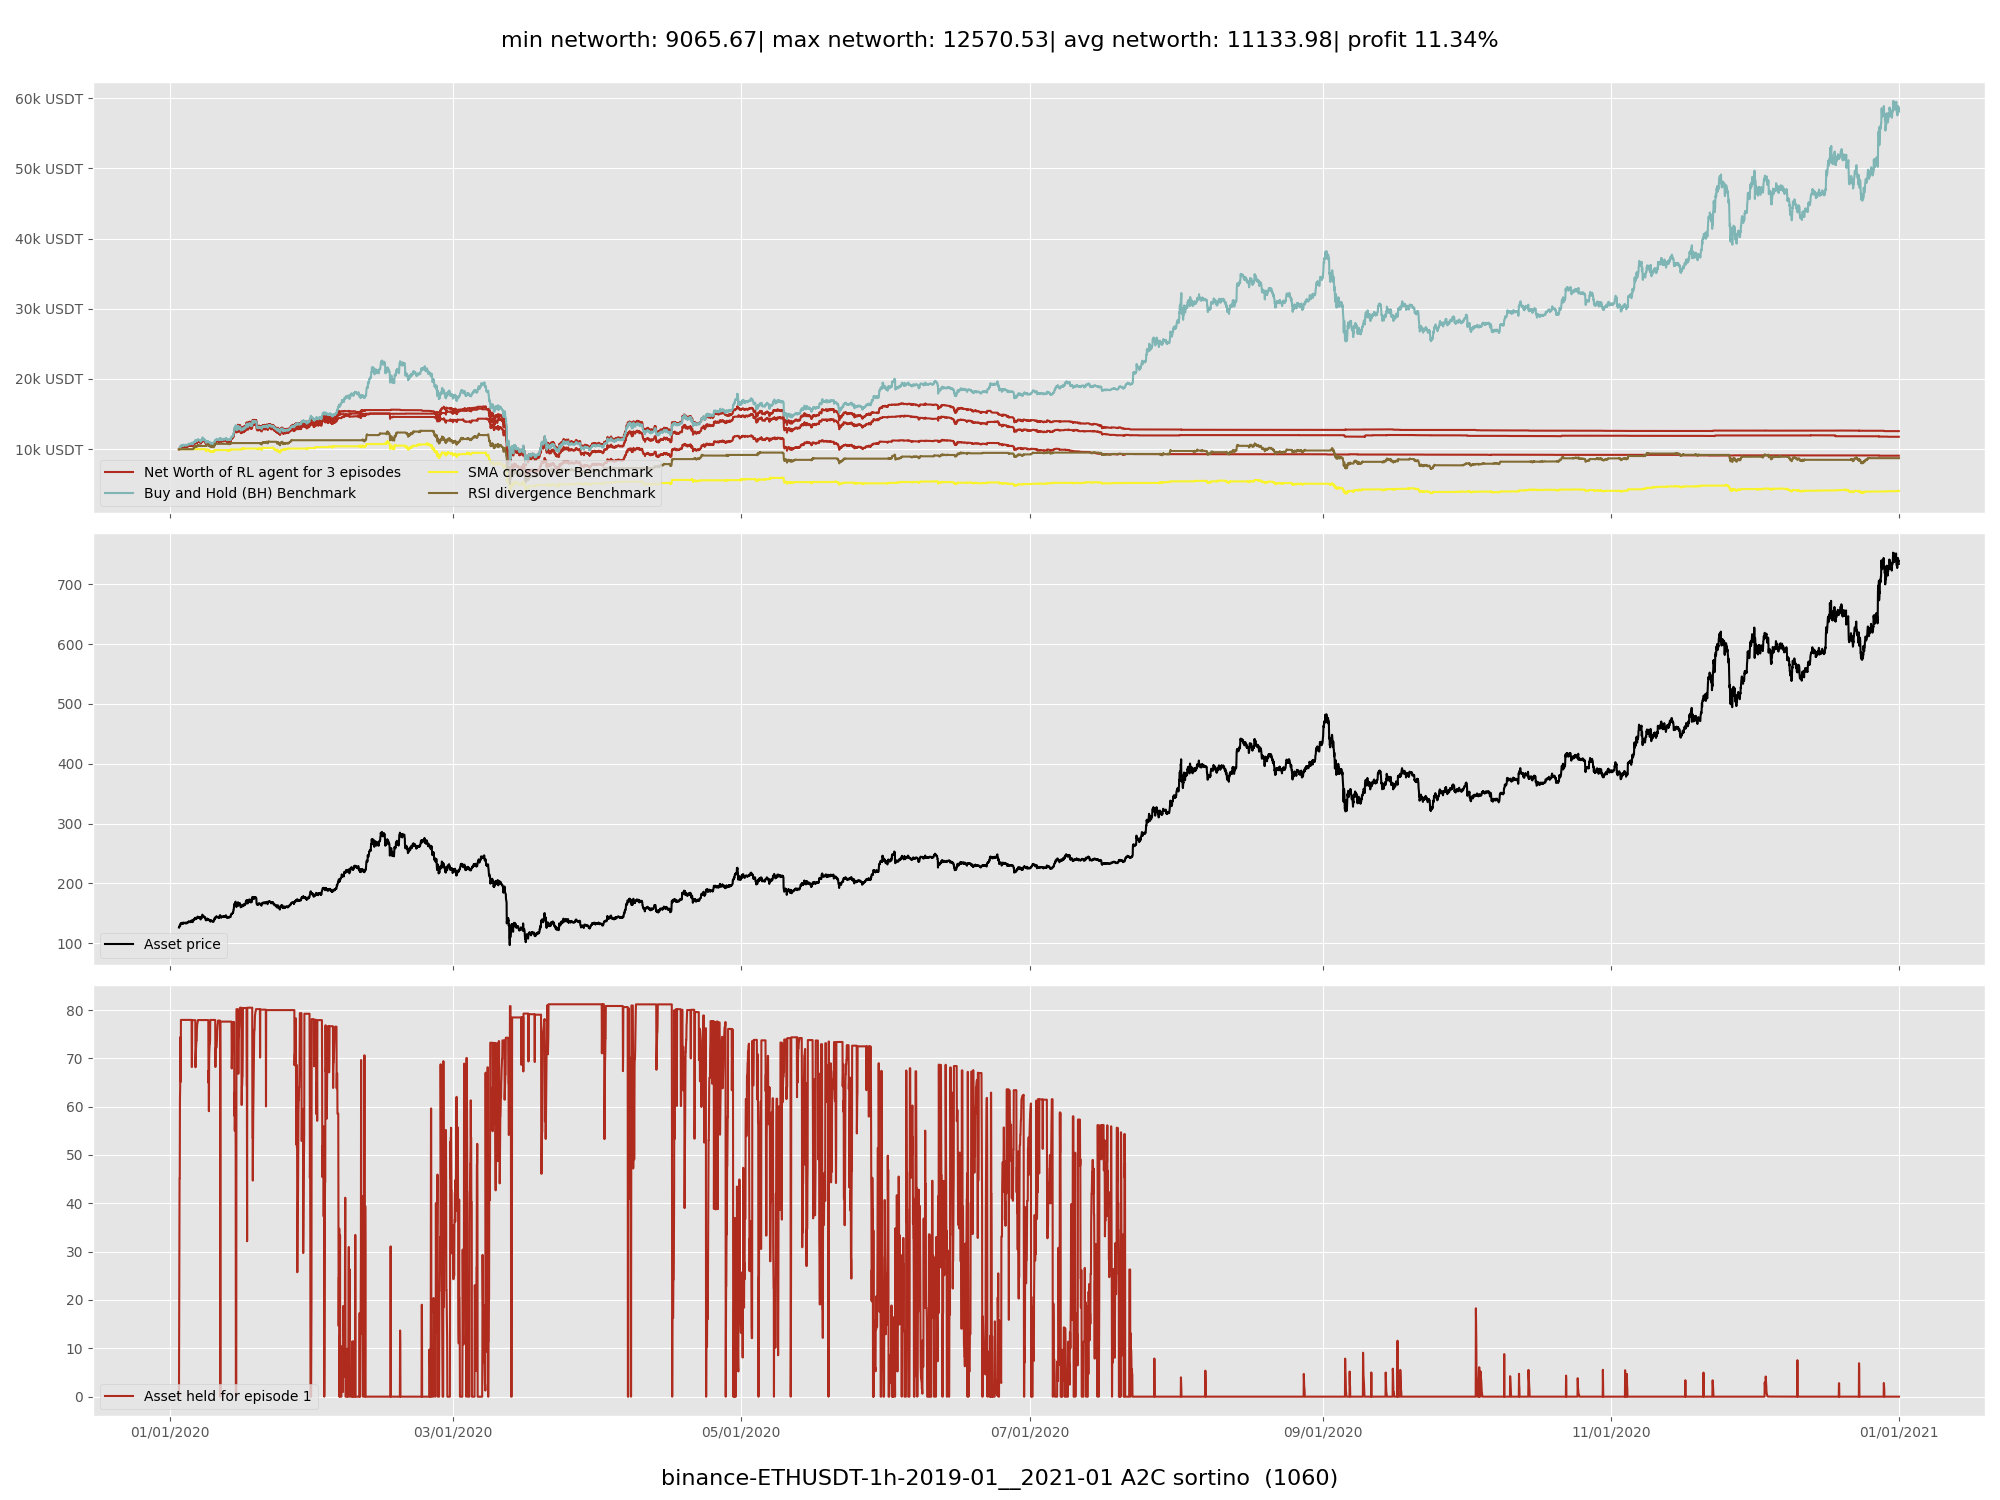 min networth: 9065.67| max networth: 12570.53| avg networth: 11133.98| profit 11.34%
60k USDT
50k USDT
40k USDT
30k USDT
20k USDT
10k USDT
Net Worth of RL agent for 3 episodes
Buy and Hold (BH) Benchmark
SMA crossover Benchmark
RSI divergence Benchmark
700
600
500
400
300
200
100
Asset price
80
70
60
50
40
30
20
10
0
Asset held for episode 1
01/01/2020 03/01/2020 05/01/2020 07/01/2020 09/01/2020 11/01/2020 01/01/2021
binance-ETHUSDT-1h-2019-01__2021-01 A2C sortino  (1060)